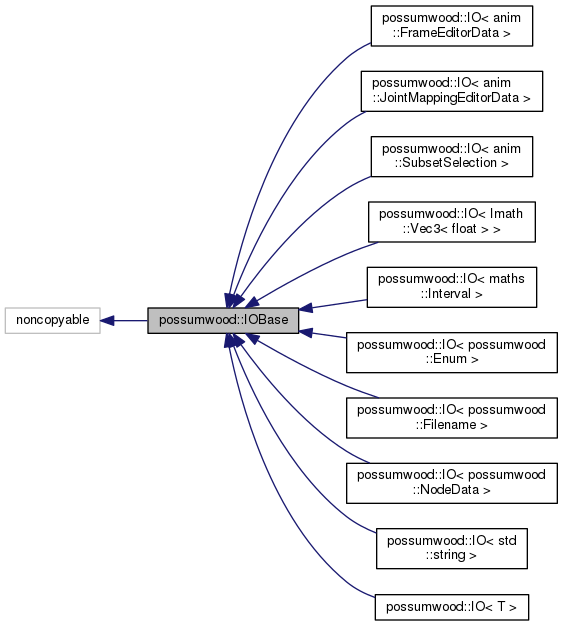 possumwood::IO< anim
::FrameEditorData >
possumwood::IO< anim
::JointMappingEditorData >
possumwood::IO< anim
::SubsetSelection >
possumwood::IO< Imath
::Vec3< float > >
possumwood::IO< maths
::Interval >
noncopyable
possumwood::IOBase
possumwood::IO< possumwood
::Enum >
possumwood::IO< possumwood
::Filename >
possumwood::IO< possumwood
::NodeData >
possumwood::IO< std
::string >
possumwood::IO< T >